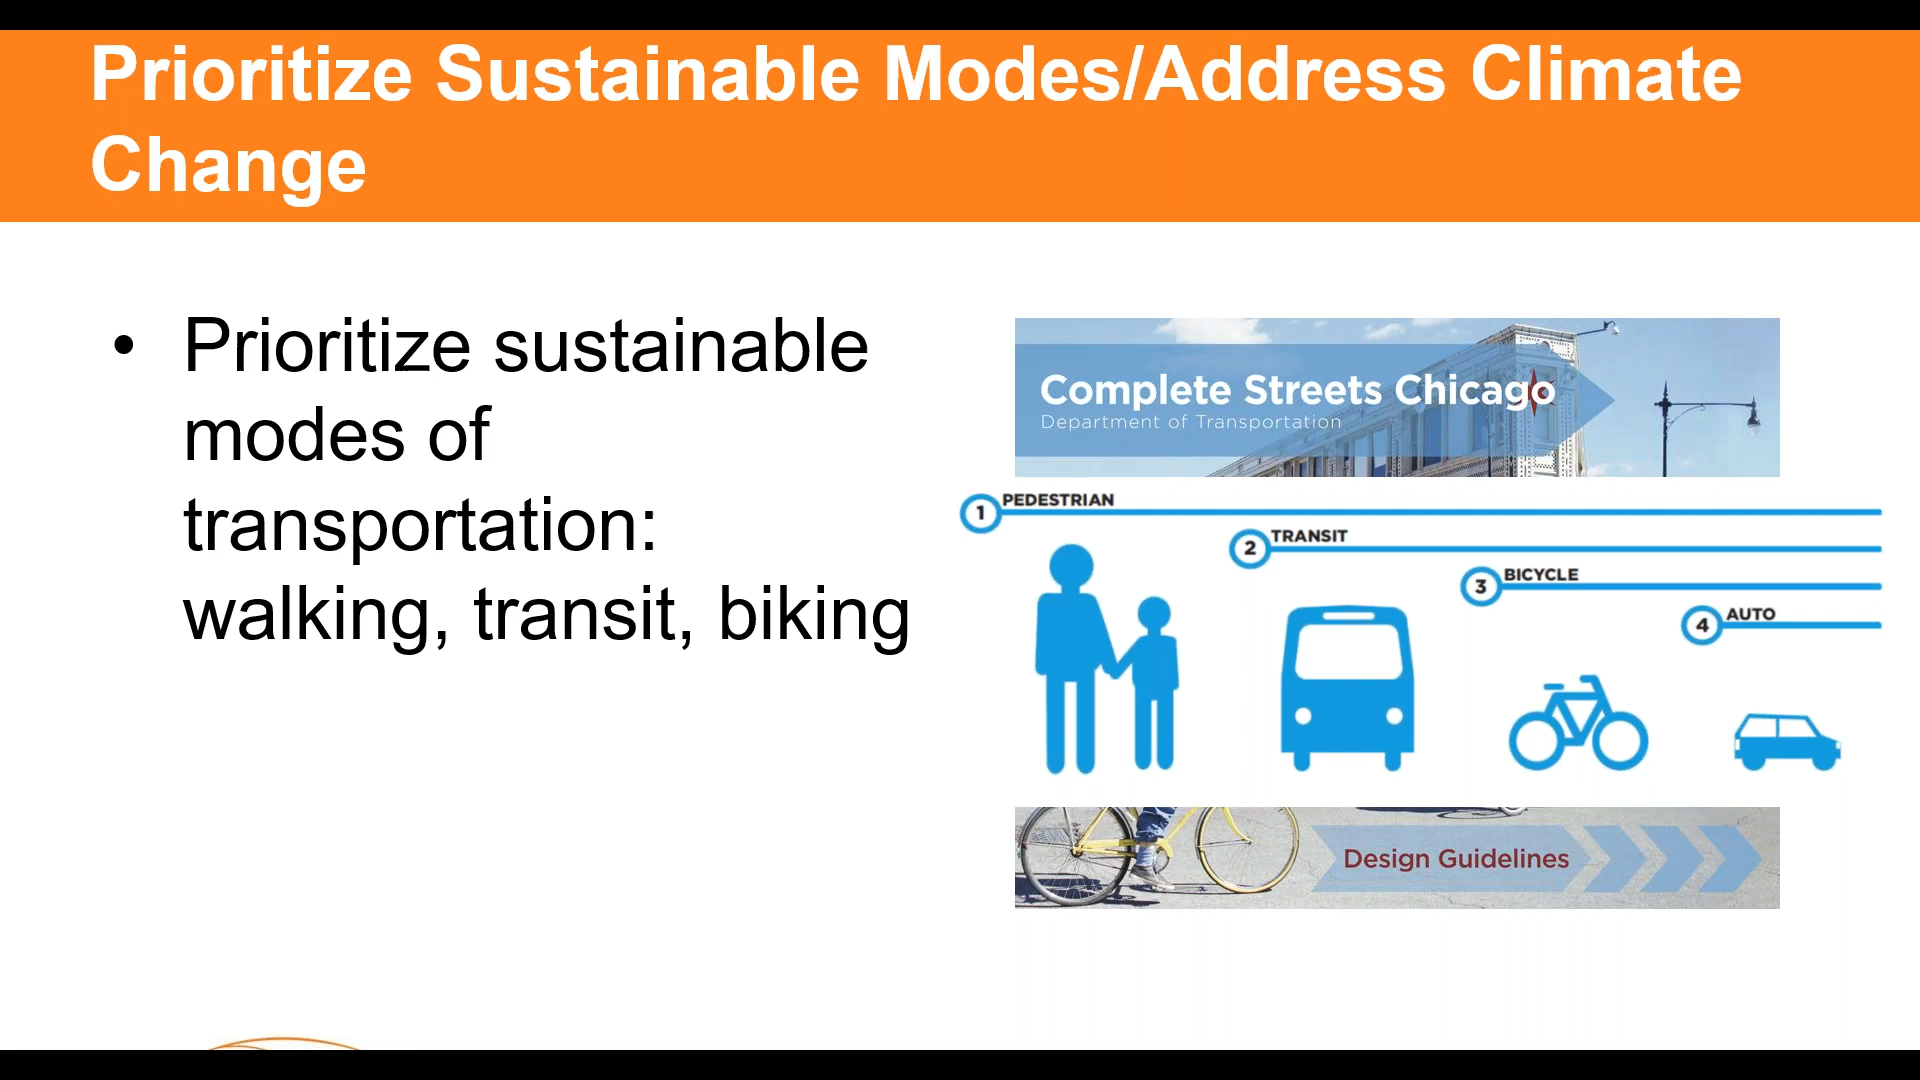 Prioritize Sustainable Modes/Address Climate
Change
• Prioritize sustainable
modes of
transportation:
walking, transit, biking
Complete Streets Chicago
Department of Transportation
1 PEDESTRIAN
2 TRANSIT
3 BICYCLE
4 AUTO
Design Guidelines